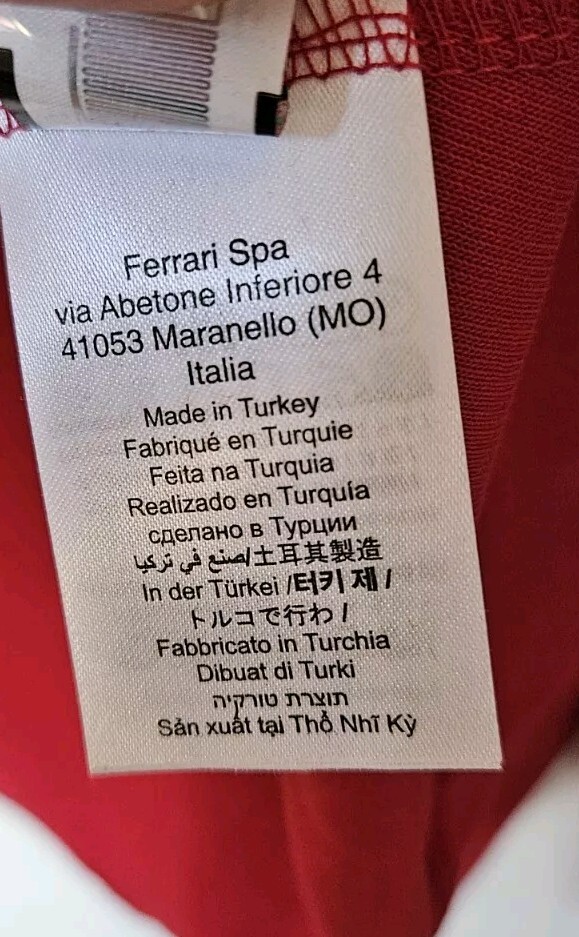 Ferrari Spa
via Abetone Inferiore 4
41053 Maranello (MO)
Italia
Made in Turkey
Fabriqué en Turquie
Feita na Turquia
Realizado en Turquía
сделано в Турции
صنع في تركيا/土耳其製造
In der Türkei /터키 제 /
トルコで行わ /
Fabbricato in Turchia
Dibuat di Turki
תוצרת טורקיה
Sản xuất tại Thổ Nhĩ Kỳ